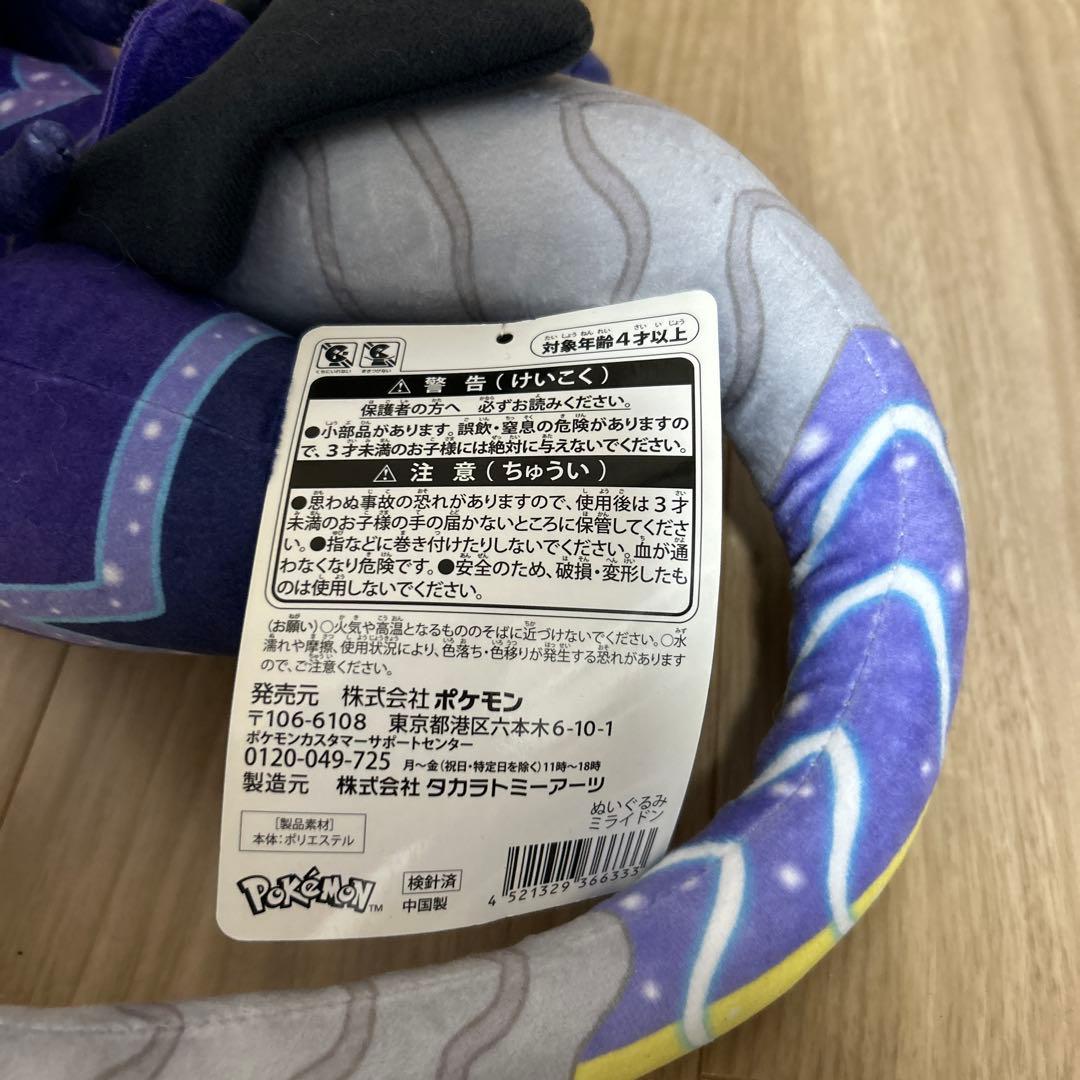 対象年齢4才以上
くちにいれない
まきつけない
警告(けいこく)
保護者の方へ 必ずお読みください。
●小部品があります。誤飲・窒息の危険がありますの
で、3才未満のお子様には絶対に与えないでください。
注意(ちゅうい)
●思わぬ事故の恐れがありますので、使用後は3才
未満のお子様の手の届かないところに保管してくださ
い。●指などに巻き付けたりしないでください。血が通
わなくなり危険です。●安全のため、破損・変形したも
のは使用しないでください。
(お願い)○火気や高温となるもののそばに近づけないでください。○水
濡れや摩擦、使用状況により、色落ち・色移りが発生する恐れがあります
ので、ご注意ください。
発売元 株式会社 ポケモン
〒106-6108 東京都港区六本木6-10-1
ポケモンカスタマーサポートセンター
0120-049-725 月～金(祝日・特定日を除く)11時～18時
製造元 株式会社 タカラトミーアーツ
ぬいぐるみ
ミライドン
[製品素材]
本体:ポリエステル
POKéMON™
検針済
中国製
4 521329 366333